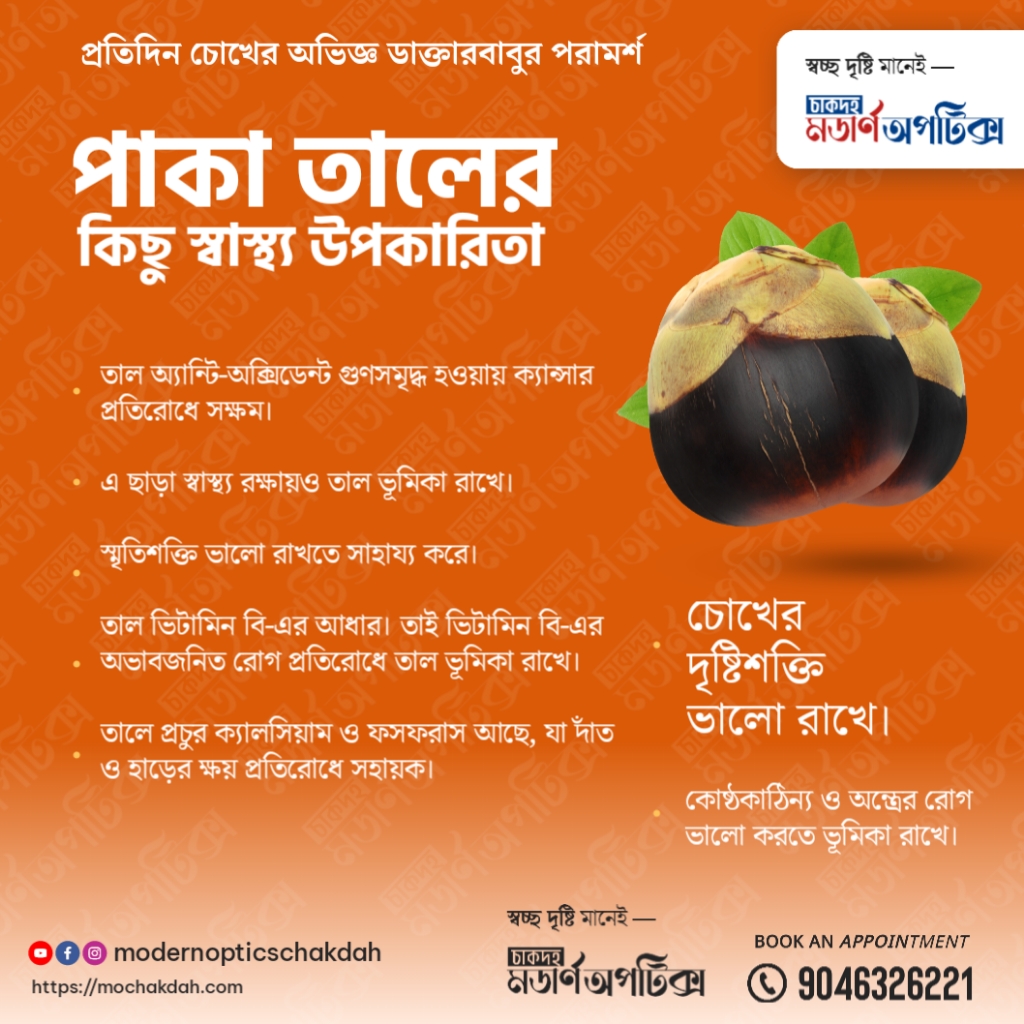 প্রতিদিন চোখের অভিজ্ঞ ডাক্তারবাবুর পরামর্শ
স্বচ্ছ দৃষ্টি মানেই —
চাকদহ
মডার্ণ অপটিক্স
পাকা তালের
কিছু স্বাস্থ্য উপকারিতা
তাল অ্যান্টি-অক্সিডেন্ট গুণসমৃদ্ধ হওয়ায় ক্যান্সার
প্রতিরোধে সক্ষম।
এ ছাড়া স্বাস্থ্য রক্ষায়ও তাল ভূমিকা রাখে।
স্মৃতিশক্তি ভালো রাখতে সাহায্য করে।
তাল ভিটামিন বি-এর আধার। তাই ভিটামিন বি-এর
অভাবজনিত রোগ প্রতিরোধে তাল ভূমিকা রাখে।
তালে প্রচুর ক্যালসিয়াম ও ফসফরাস আছে, যা দাঁত
ও হাড়ের ক্ষয় প্রতিরোধে সহায়ক।
চোখের
দৃষ্টিশক্তি
ভালো রাখে।
কোষ্ঠকাঠিন্য ও অন্ত্রের রোগ
ভালো করতে ভূমিকা রাখে।
modernopticschakdah
https://mochakdah.com
স্বচ্ছ দৃষ্টি মানেই —
চাকদহ
মডার্ণ অপটিক্স
BOOK AN APPOINTMENT
9046326221